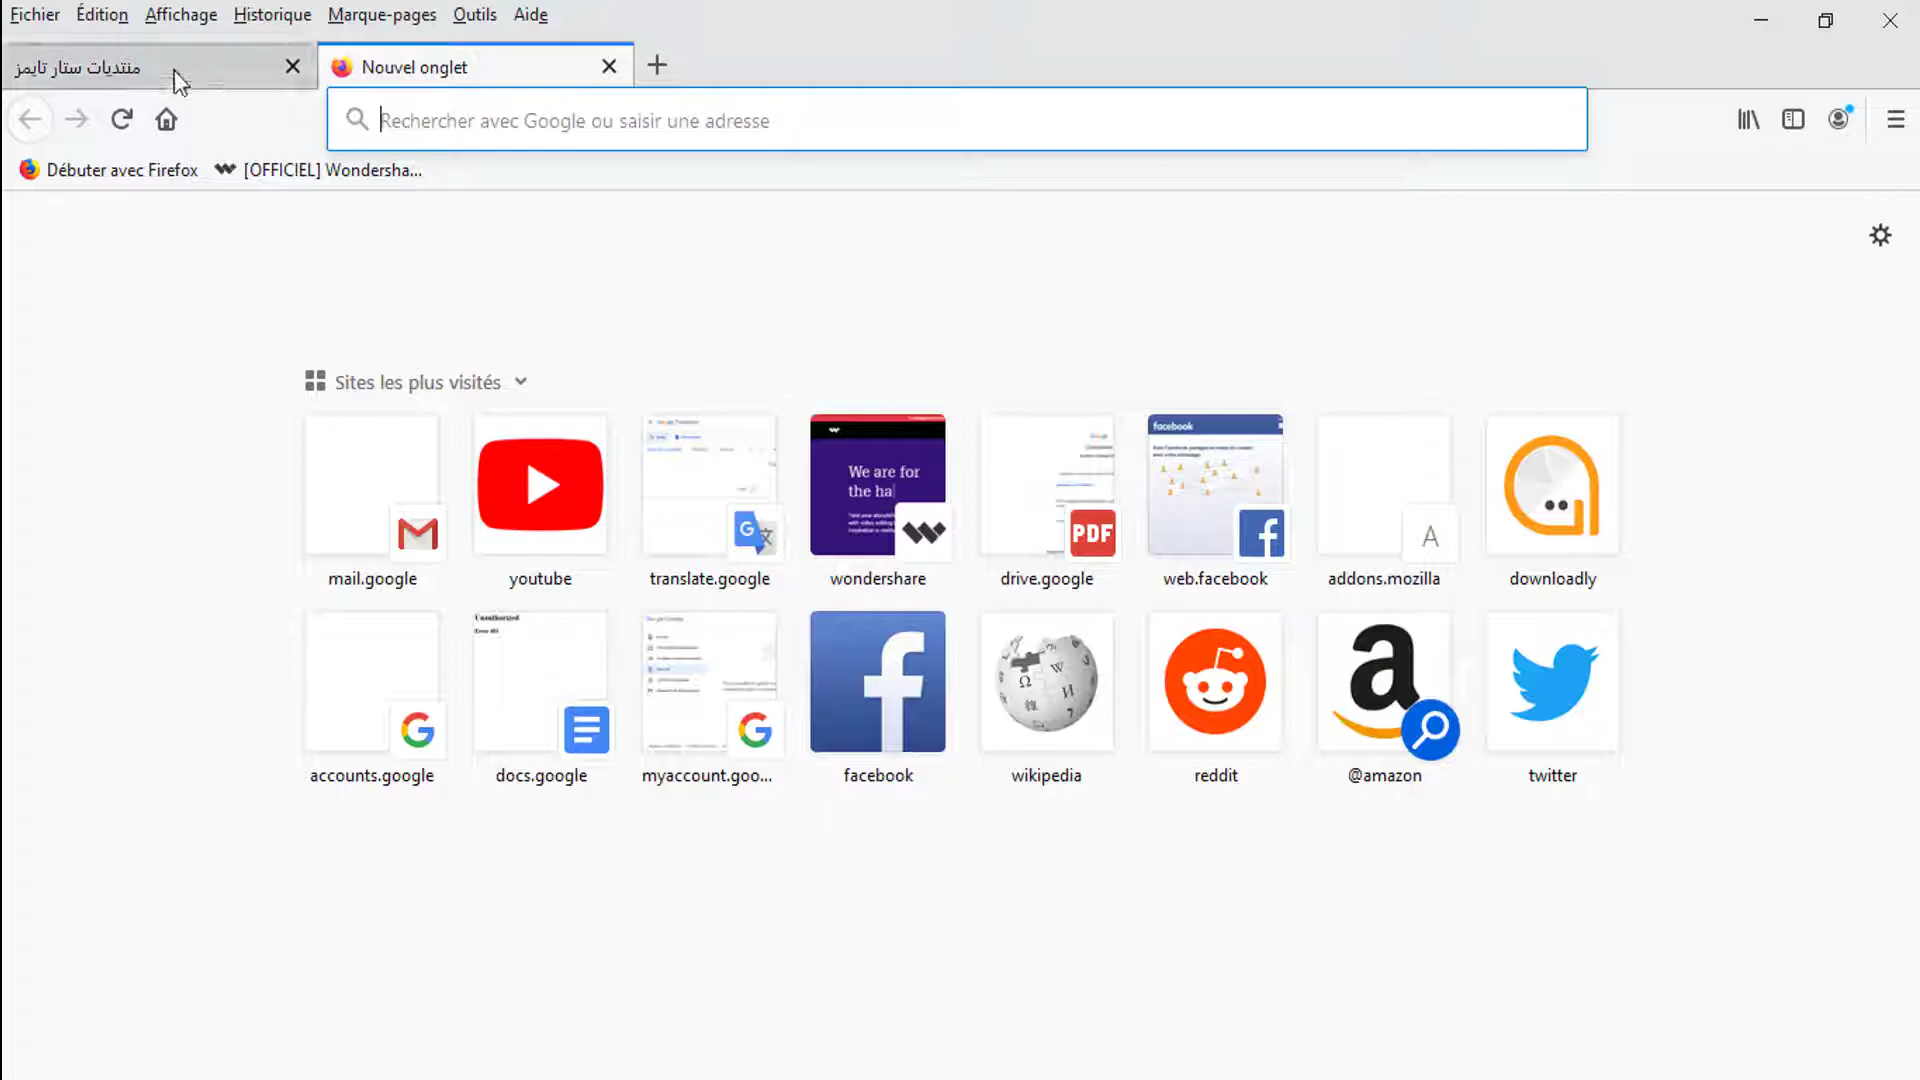 Fichier Édition Affichage Historique Marque-pages Outils Aide
منتديات ستار تايمز
Nouvel onglet
Rechercher avec Google ou saisir une adresse
Débuter avec Firefox
[OFFICIEL] Wondersha...
Sites les plus visités
We are for
the ha
PDF
facebook
A
mail.google
youtube
translate.google
wondershare
drive.google
web.facebook
addons.mozilla
downloadly
Unauthorized
Error 401
accounts.google
docs.google
myaccount.goo...
facebook
wikipedia
reddit
@amazon
twitter